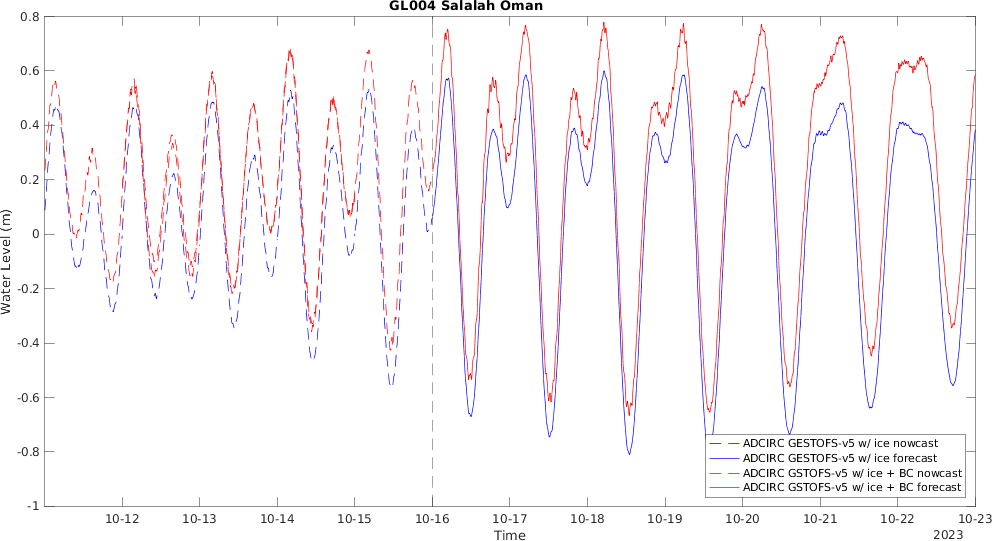 GL004 Salalah Oman
0.8
0.6
0.4
0.2
0
-0.2
-0.4
-0.6
-0.8
-1
Water Level (m)
ADCIRC GESTOFS-v5 w/ ice nowcast
ADCIRC GESTOFS-v5 w/ ice forecast
ADCIRC GSTOFS-v5 w/ ice + BC nowcast
ADCIRC GSTOFS-v5 w/ ice + BC forecast
10-12 10-13 10-14 10-15 10-16 10-17 10-18 10-19 10-20 10-21 10-22 10-23
Time
2023